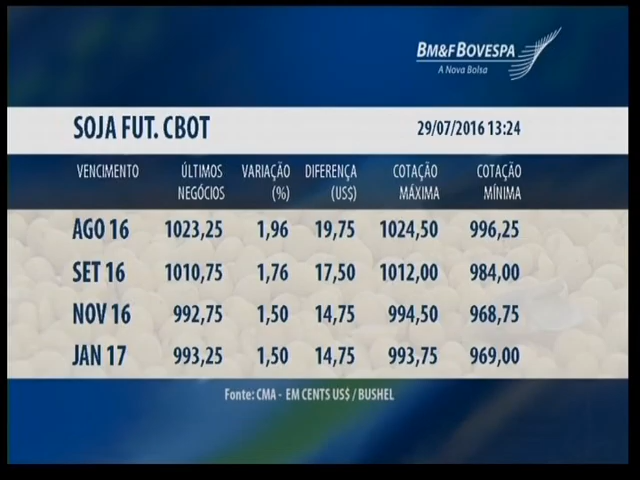 BM&FBOVESPA
A Nova Bolsa
SOJA FUT. CBOT 29/07/2016 13:24
VENCIMENTO ÚLTIMOS NEGÓCIOS VARIAÇÃO (%) DIFERENÇA (US$) COTAÇÃO MÁXIMA COTAÇÃO MÍNIMA
AGO 16 1023,25 1,96 19,75 1024,50 996,25
SET 16 1010,75 1,76 17,50 1012,00 984,00
NOV 16 992,75 1,50 14,75 994,50 968,75
JAN 17 993,25 1,50 14,75 993,75 969,00
Fonte: CMA - EM CENTS US$ / BUSHEL